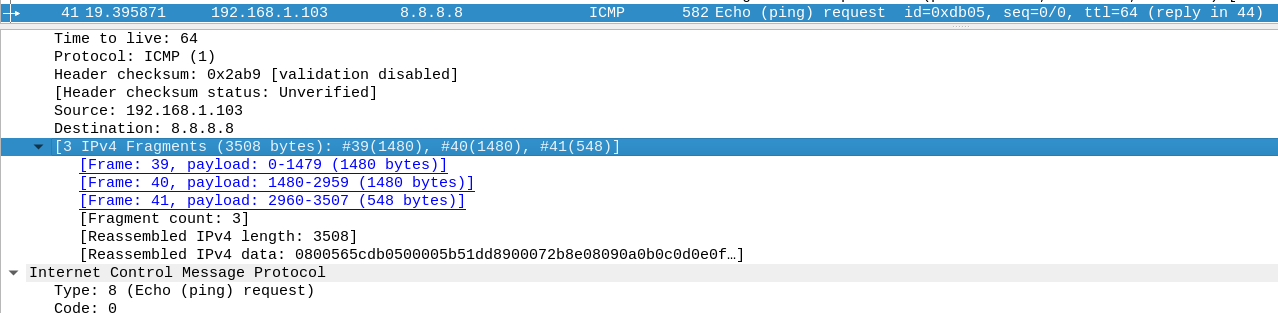 41 19.395871 192.168.1.103 8.8.8.8 ICMP 582 Echo (ping) request id=0xdb05, seq=0/0, ttl=64 (reply in 44)
Time to live: 64
Protocol: ICMP (1)
Header checksum: 0x2ab9 [validation disabled]
[Header checksum status: Unverified]
Source: 192.168.1.103
Destination: 8.8.8.8
[3 IPv4 Fragments (3508 bytes): #39(1480), #40(1480), #41(548)]
[Frame: 39, payload: 0-1479 (1480 bytes)]
[Frame: 40, payload: 1480-2959 (1480 bytes)]
[Frame: 41, payload: 2960-3507 (548 bytes)]
[Fragment count: 3]
[Reassembled IPv4 length: 3508]
[Reassembled IPv4 data: 0800565cdb0500005b51dd8900072b8e08090a0b0c0d0e0f…]
Internet Control Message Protocol
Type: 8 (Echo (ping) request)
Code: 0